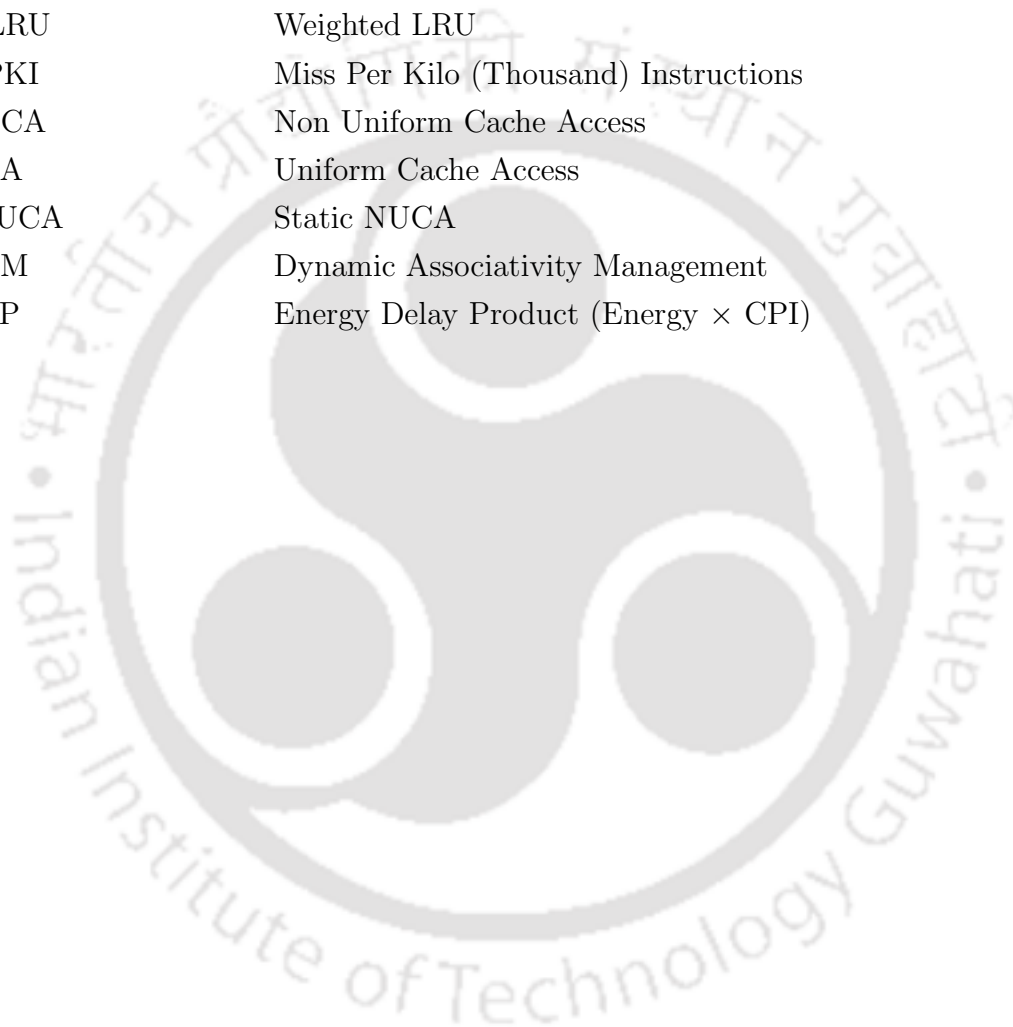 LRU Weighted LRU
PKI Miss Per Kilo (Thousand) Instructions
CA Non Uniform Cache Access
A Uniform Cache Access
UCA Static NUCA
M Dynamic Associativity Management
P Energy Delay Product (Energy × CPI)
भारतीय प्रौद्योगिकी संस्थान गुवाहाटी
Indian Institute of Technology Guwahati